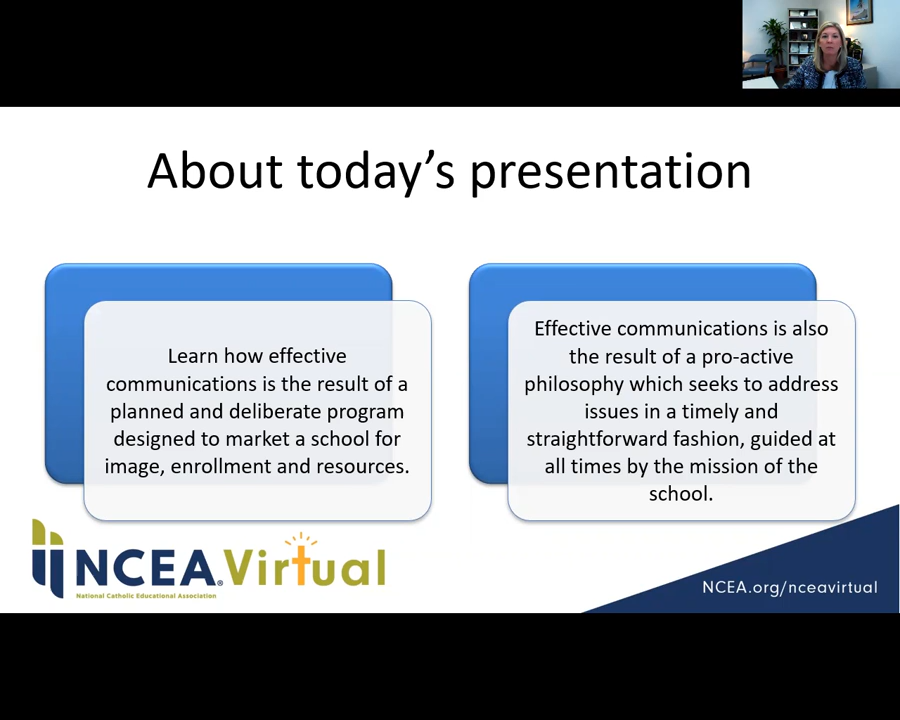 About today’s presentation
Learn how effective
communications is the result of a
planned and deliberate program
designed to market a school for
image, enrollment and resources.
Effective communications is also
the result of a pro-active
philosophy which seeks to address
issues in a timely and
straightforward fashion, guided at
all times by the mission of the
school.
NCEA® Virtual
National Catholic Educational Association
NCEA.org/nceavirtual